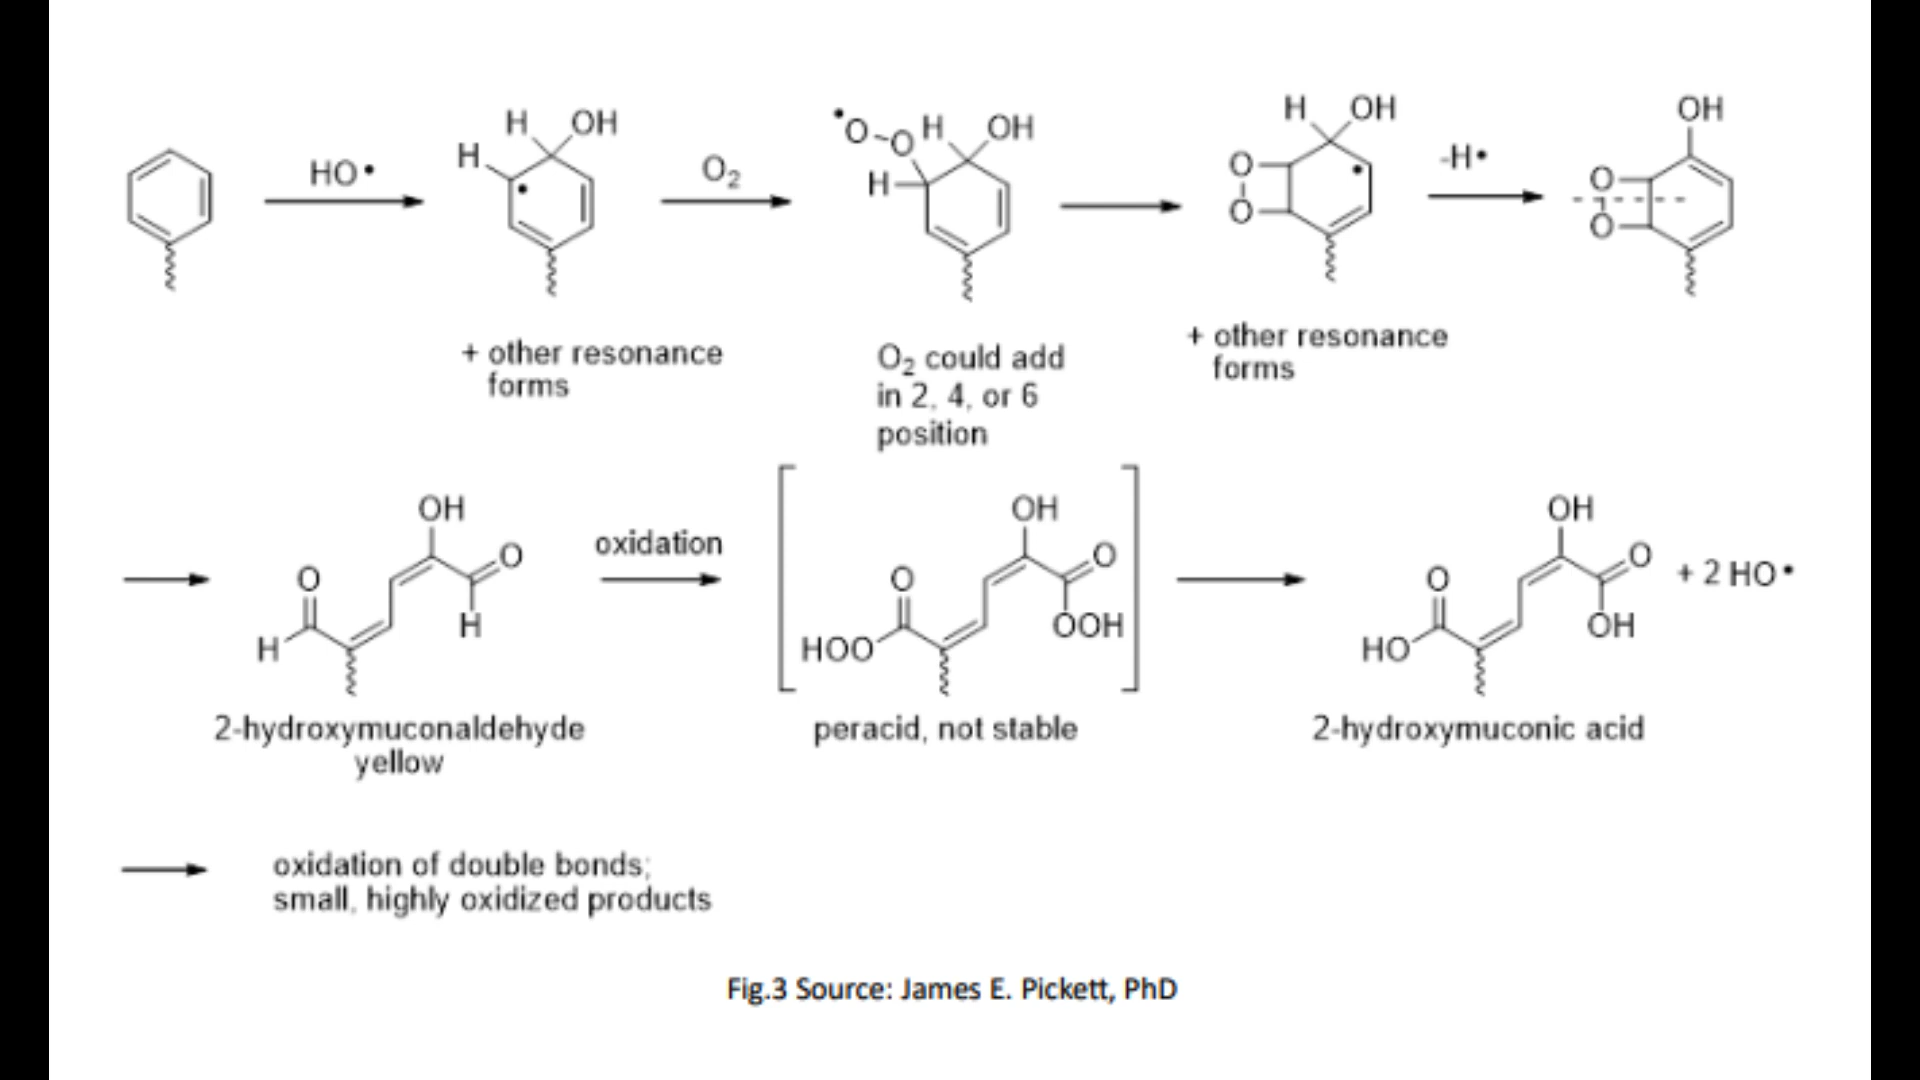 HO•
H OH
H
+ other resonance
forms
O₂
•O-O H OH
H
O₂ could add
in 2, 4, or 6
position
H OH
O
O
+ other resonance
forms
-H•
OH
O
O
OH
O
O
H
H
2-hydroxymuconaldehyde
yellow
oxidation
OH
O
O
OOH
HOO
peracid, not stable
OH
O
O
OH
HO
+ 2 HO•
2-hydroxymuconic acid
oxidation of double bonds;
small, highly oxidized products
Fig.3 Source: James E. Pickett, PhD